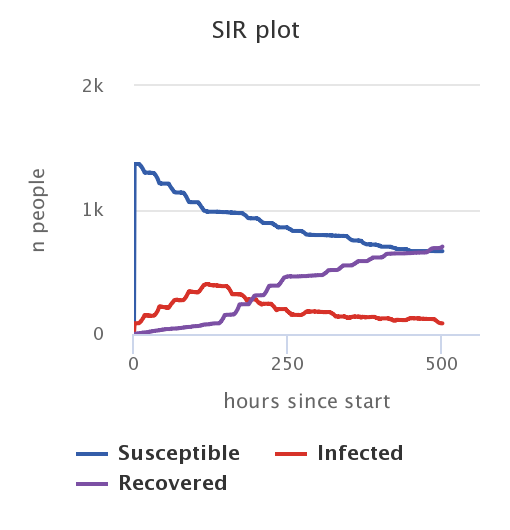 SIR plot
2k
1k
0
n people
0 250 500
hours since start
Susceptible Infected
Recovered